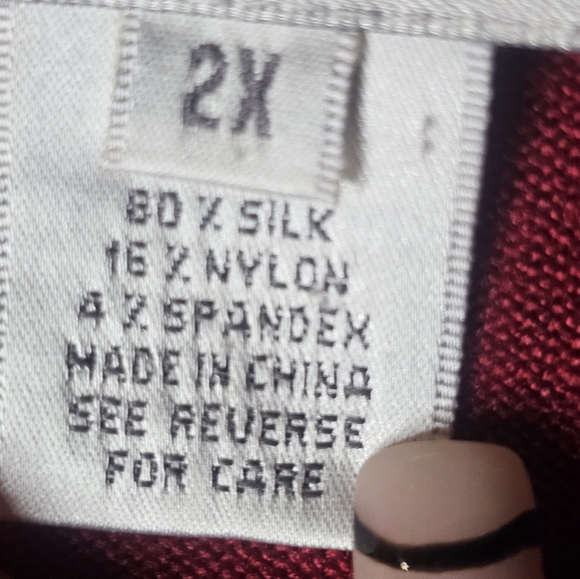 2X
80 % SILK
16 % NYLON
4 % SPANDEX
MADE IN CHINA
SEE REVERSE
FOR CARE